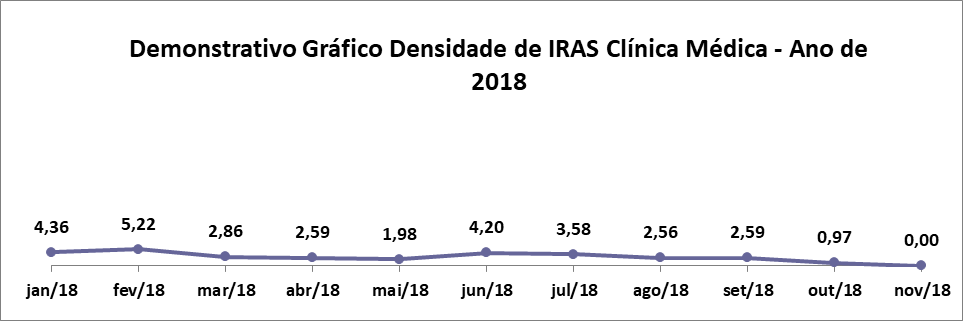 Demonstrativo Gráfico Densidade de IRAS Clínica Médica - Ano de
2018
4,36 5,22 2,86 2,59 1,98 4,20 3,58 2,56 2,59 0,97 0,00
jan/18 fev/18 mar/18 abr/18 mai/18 jun/18 jul/18 ago/18 set/18 out/18 nov/18